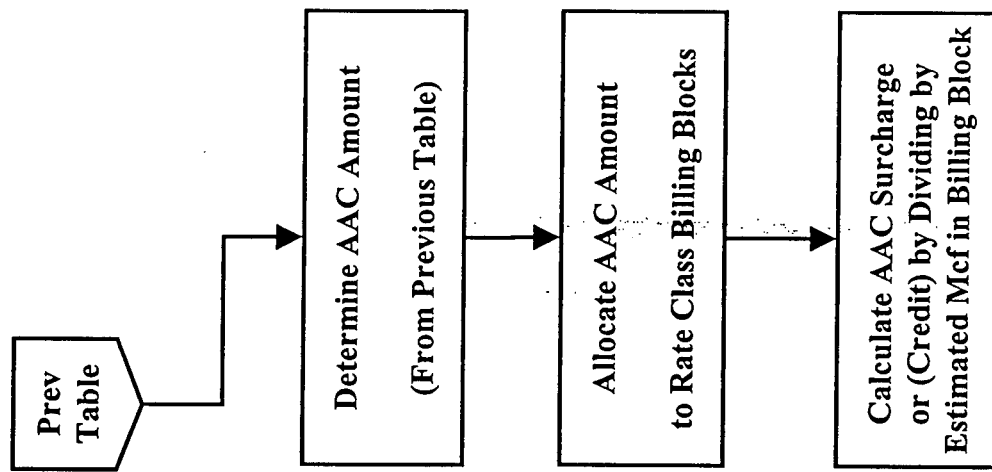 Prev
Table
Determine AAC Amount
(From Previous Table)
Allocate AAC Amount
to Rate Class Billing Blocks
Calculate AAC Surcharge
or (Credit) by Dividing by
Estimated Mcf in Billing Block